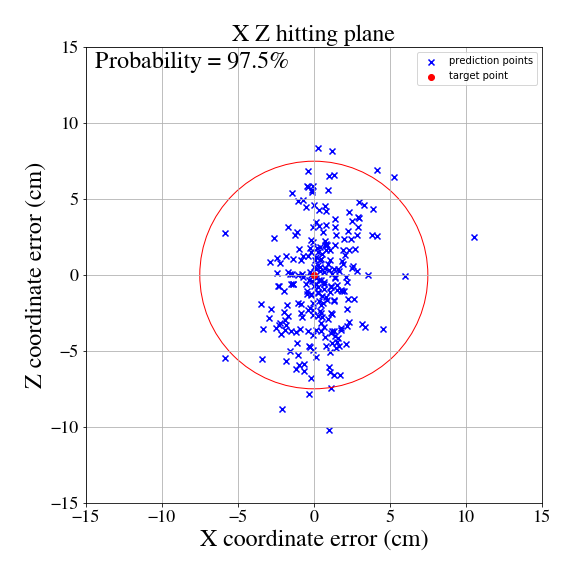 X Z hitting plane
Probability = 97.5%
prediction points
target point
15
10
5
0
−5
−10
−15
Z coordinate error (cm)
−15 −10 −5 0 5 10 15
X coordinate error (cm)